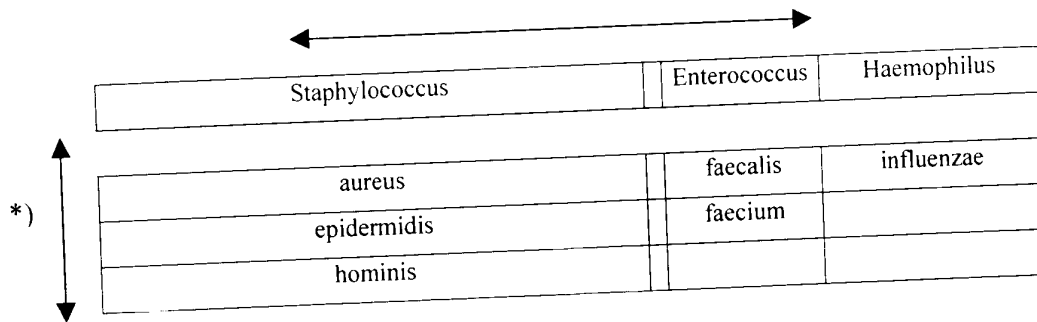 Staphylococcus Enterococcus Haemophilus
aureus faecalis influenzae
*) epidermidis faecium
hominis